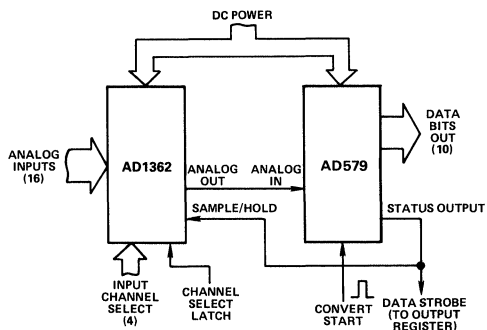 DC POWER
AD1362
AD579
ANALOG
INPUTS
(16)
ANALOG
OUT
ANALOG
IN
DATA
BITS
OUT
(10)
SAMPLE/HOLD
STATUS OUTPUT
INPUT
CHANNEL
SELECT
(4)
CHANNEL
SELECT
LATCH
CONVERT
START
DATA STROBE
(TO OUTPUT
REGISTER)